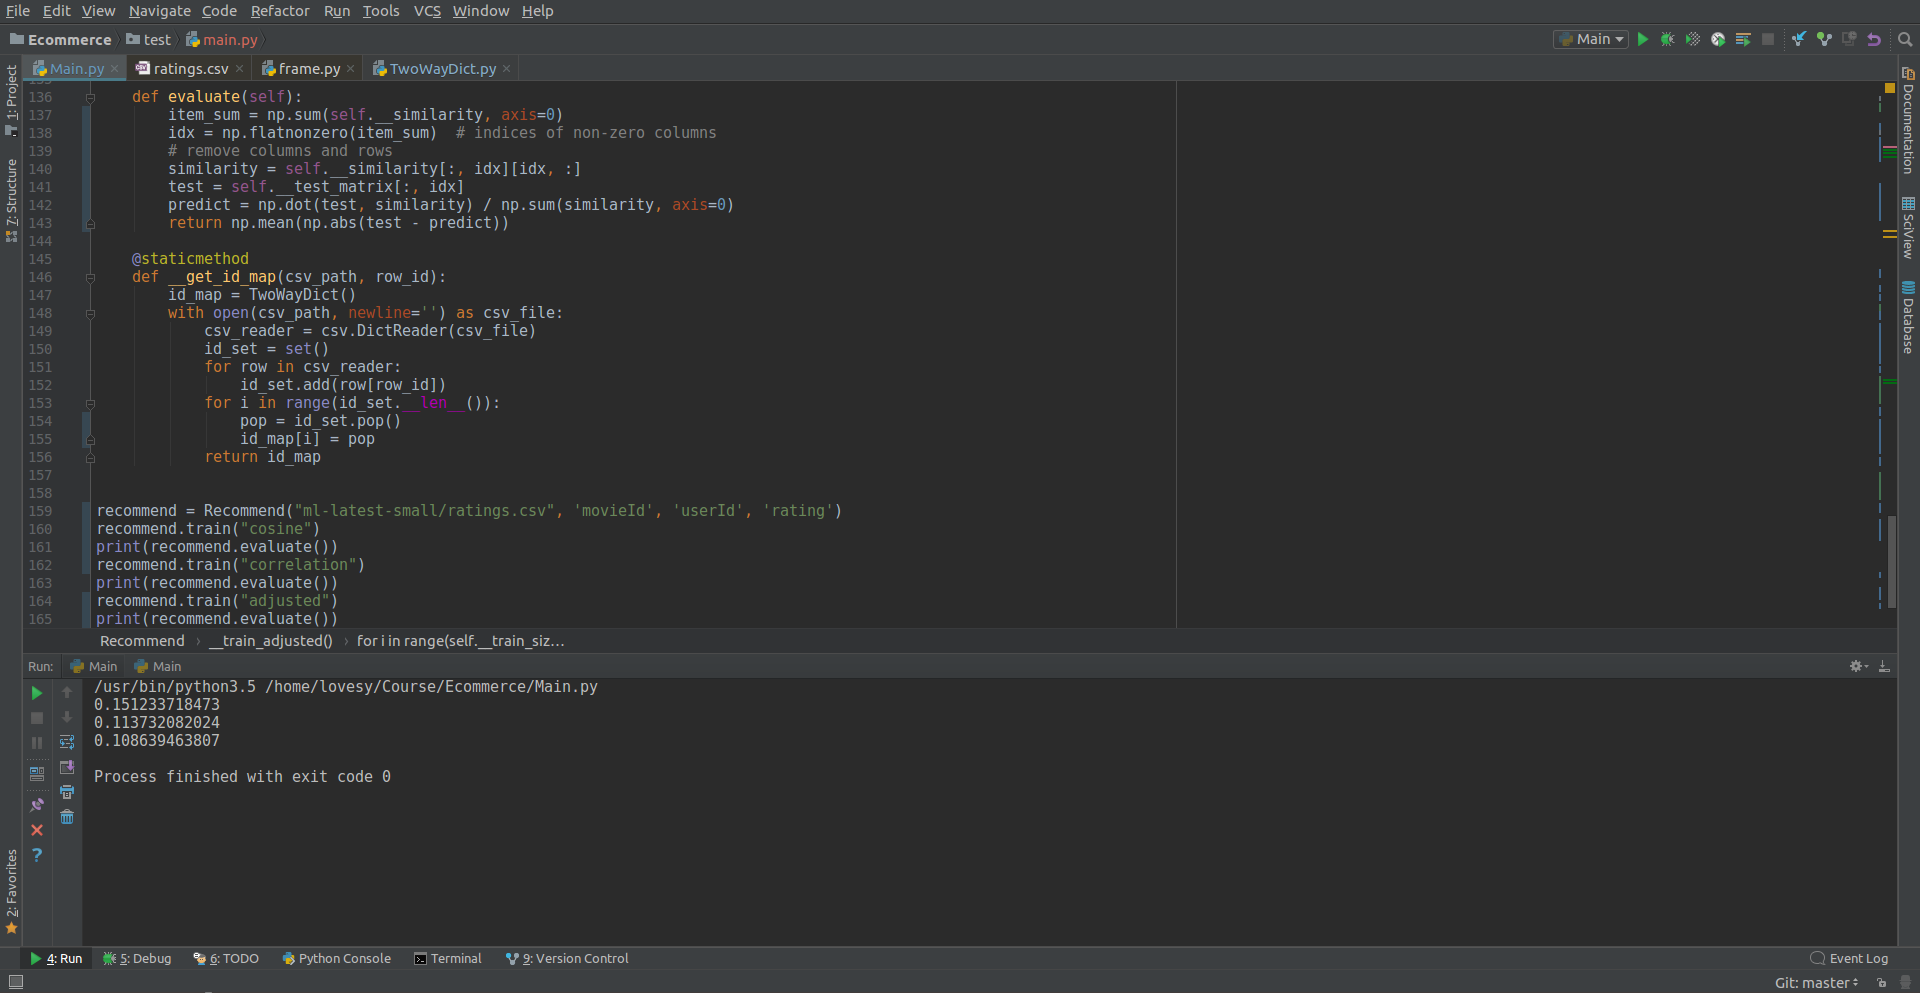 File Edit View Navigate Code Refactor Run Tools VCS Window Help
Ecommerce test main.py Main
Main.py ratings.csv frame.py TwoWayDict.py
1: Project
7: Structure
2: Favorites
136 def evaluate(self):
137 item_sum = np.sum(self.__similarity, axis=0)
138 idx = np.flatnonzero(item_sum)  # indices of non-zero columns
139 # remove columns and rows
140 similarity = self.__similarity[:, idx][idx, :]
141 test = self.__test_matrix[:, idx]
142 predict = np.dot(test, similarity) / np.sum(similarity, axis=0)
143 return np.mean(np.abs(test - predict))
144
145 @staticmethod
146 def __get_id_map(csv_path, row_id):
147 id_map = TwoWayDict()
148 with open(csv_path, newline='') as csv_file:
149 csv_reader = csv.DictReader(csv_file)
150 id_set = set()
151 for row in csv_reader:
152 id_set.add(row[row_id])
153 for i in range(id_set.__len__()):
154 pop = id_set.pop()
155 id_map[i] = pop
156 return id_map
157
158
159 recommend = Recommend("ml-latest-small/ratings.csv", 'movieId', 'userId', 'rating')
160 recommend.train("cosine")
161 print(recommend.evaluate())
162 recommend.train("correlation")
163 print(recommend.evaluate())
164 recommend.train("adjusted")
165 print(recommend.evaluate())
Documentation
SciView
Database
Recommend › __train_adjusted() › for i in range(self.__train_siz...
Run: Main Main
/usr/bin/python3.5 /home/lovesy/Course/Ecommerce/Main.py
0.151233718473
0.113732082024
0.108639463807
Process finished with exit code 0
4: Run 5: Debug 6: TODO Python Console Terminal 9: Version Control Event Log
Git: master